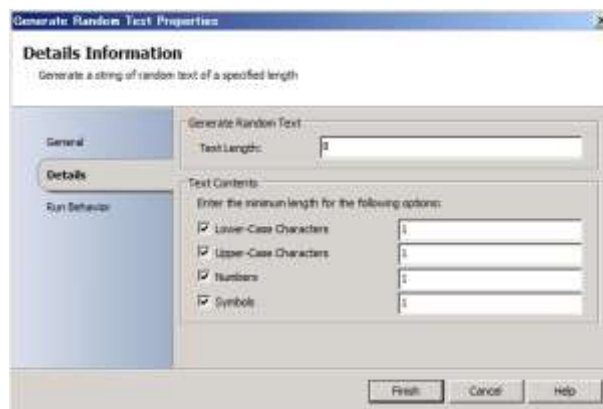 Generate Random Text Properties
Details Information
Generate a string of random text of a specified length
General
Details
Run Behavior
Generate Random Text
Text Length:
8
Text Contents
Enter the minimum length for the following options:
Lower-Case Characters
1
Upper-Case Characters
1
Numbers
1
Symbols
1
Finish
Cancel
Help